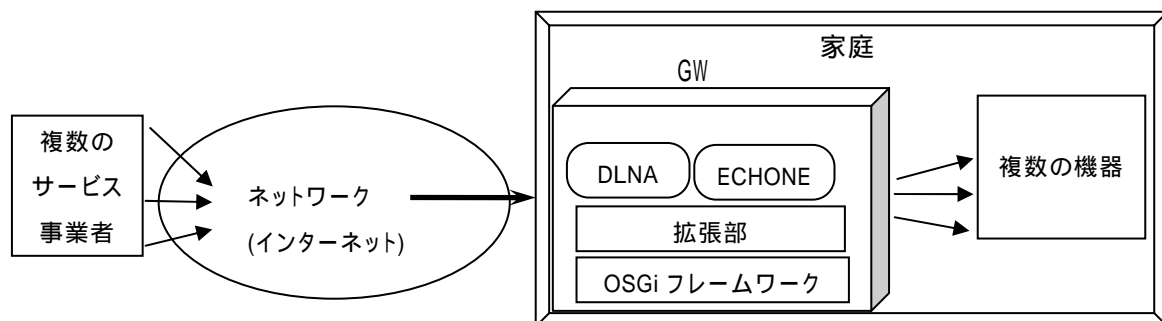 家庭
GW
複数の
サービス
事業者
ネットワーク
(インターネット)
DLNA
ECHONE
拡張部
OSGi フレームワーク
複数の機器